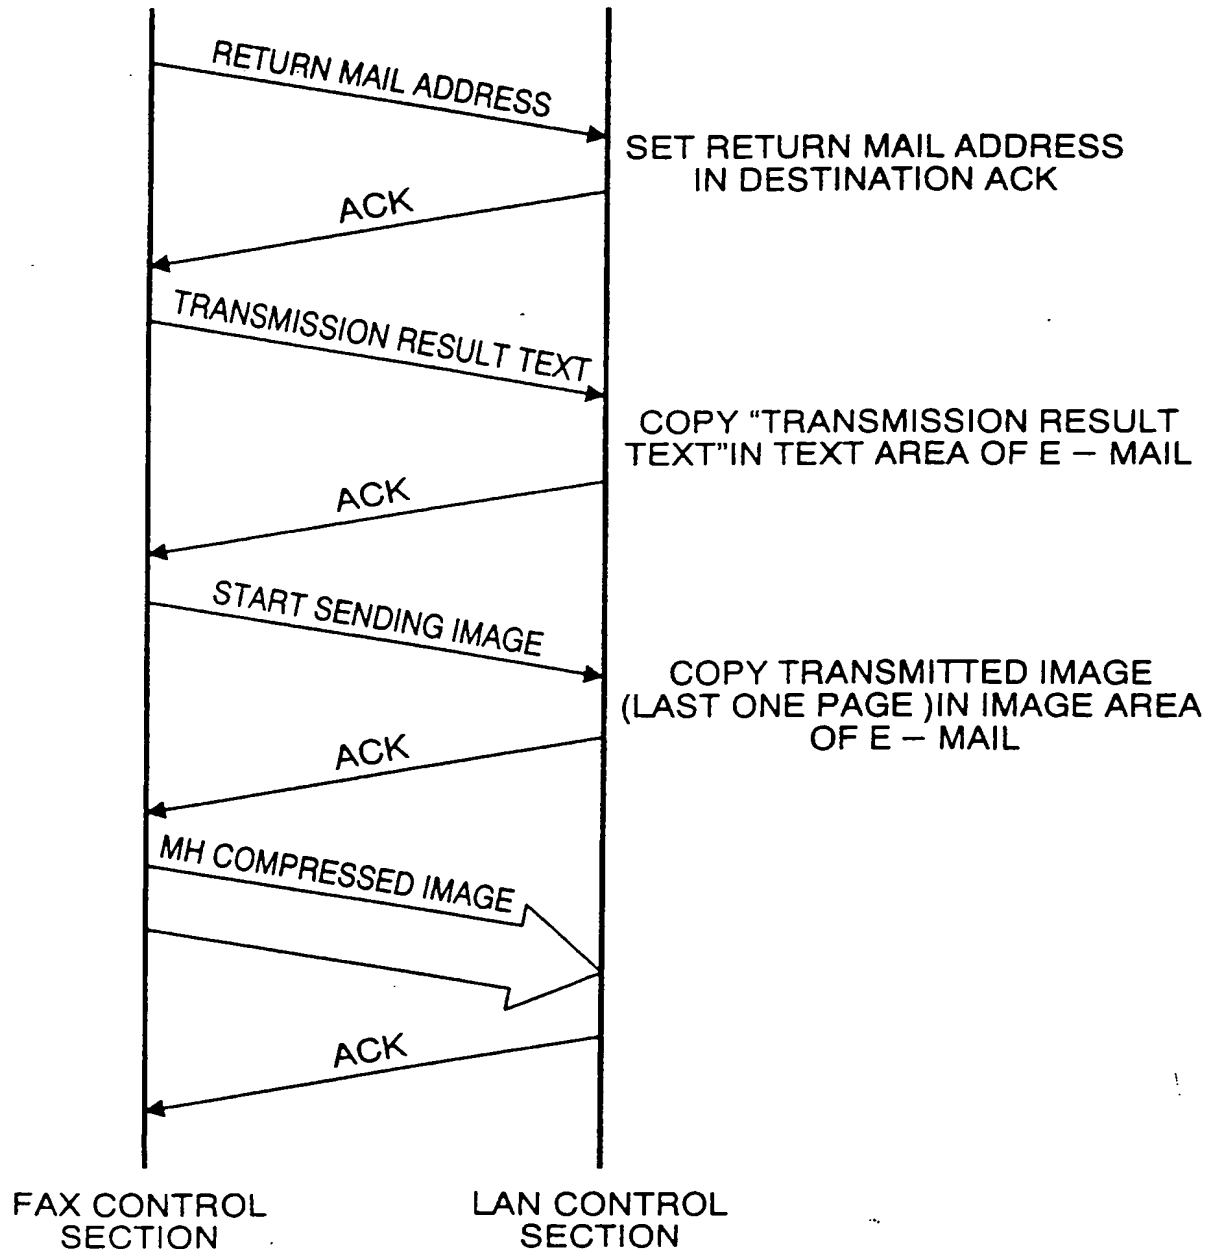 RETURN MAIL ADDRESS
SET RETURN MAIL ADDRESS
IN DESTINATION ACK
ACK
TRANSMISSION RESULT TEXT
COPY "TRANSMISSION RESULT
TEXT"IN TEXT AREA OF E – MAIL
ACK
START SENDING IMAGE
COPY TRANSMITTED IMAGE
(LAST ONE PAGE )IN IMAGE AREA
OF E – MAIL
ACK
MH COMPRESSED IMAGE
ACK
FAX CONTROL
SECTION
LAN CONTROL
SECTION